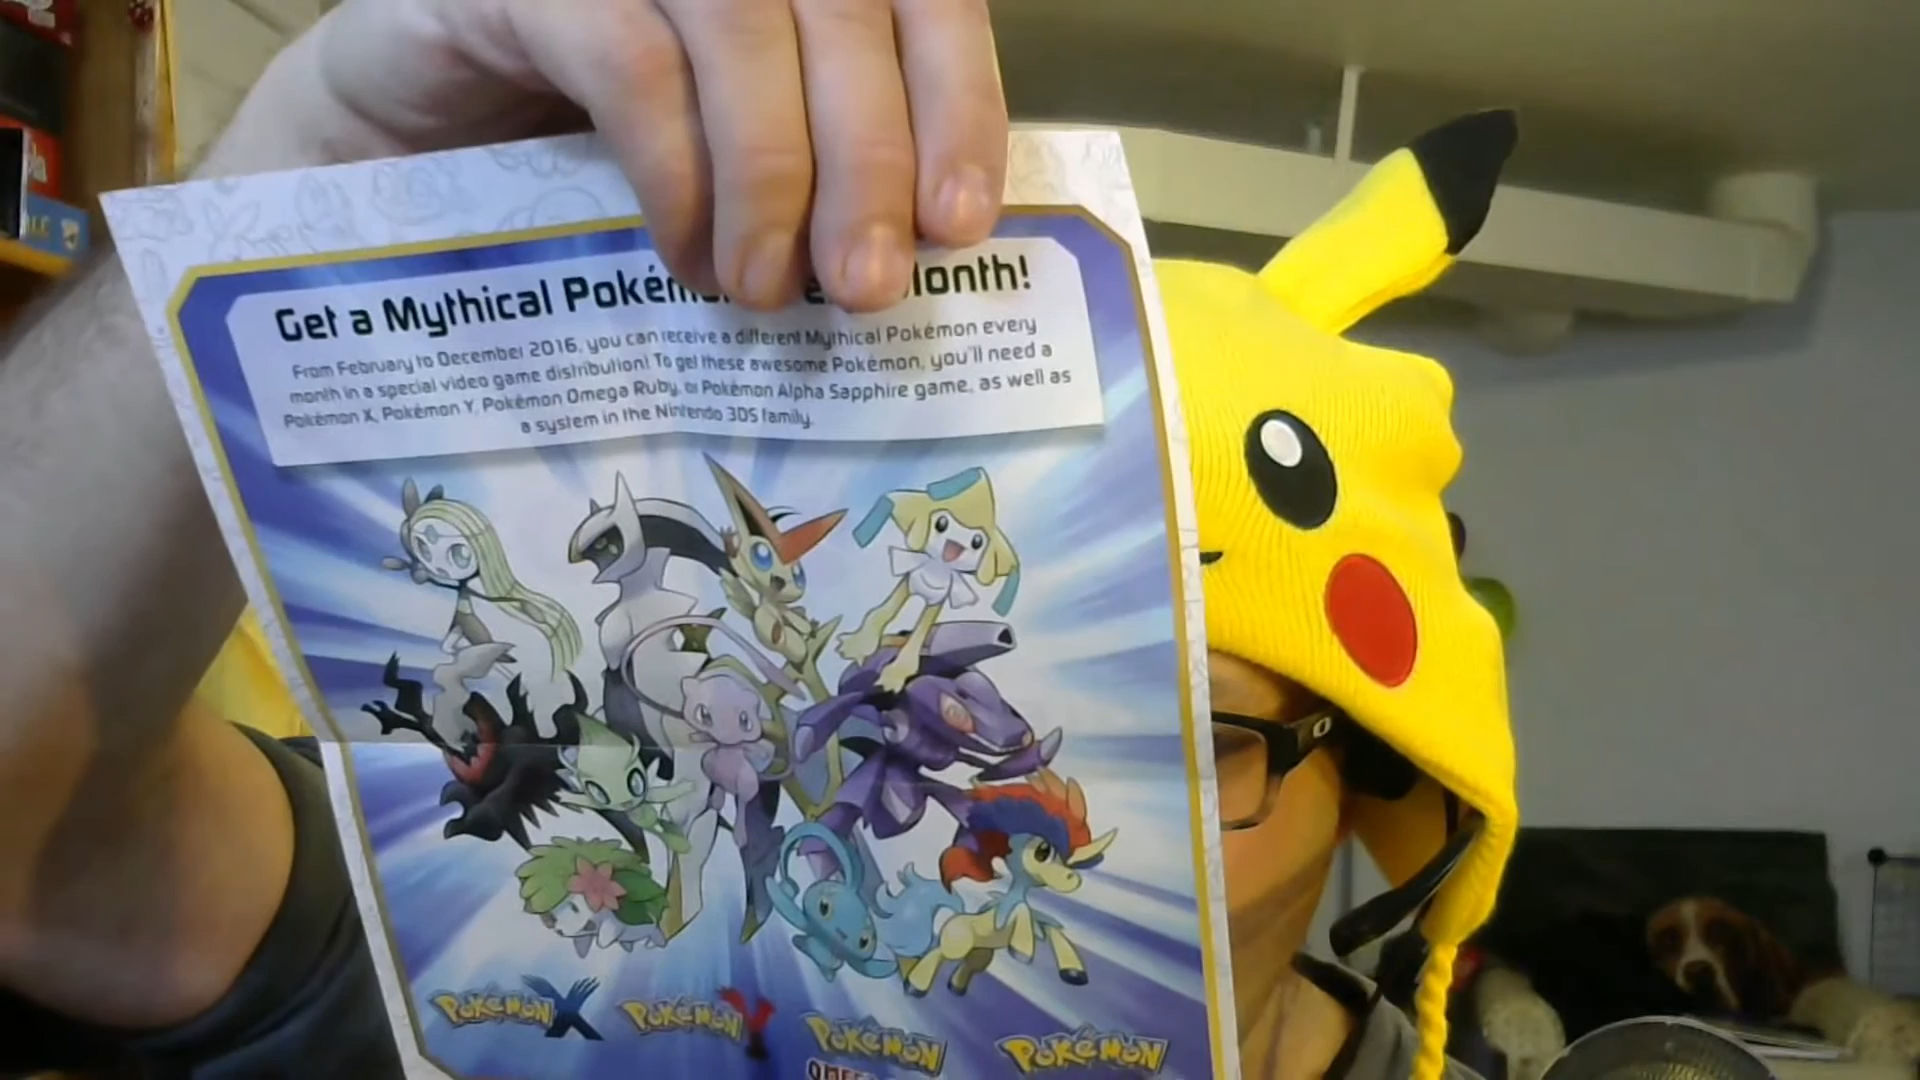 Get a Mythical Pokémon Month!
From February to December 2016, you can receive a different Mythical Pokémon every
month in a special video game distribution! To get these awesome Pokémon, you'll need a
Pokémon X, Pokémon Y, Pokémon Omega Ruby, or Pokémon Alpha Sapphire game, as well as
a system in the Nintendo 3DS family.
POKéMON X
POKéMON Y
POKéMON
POKéMON